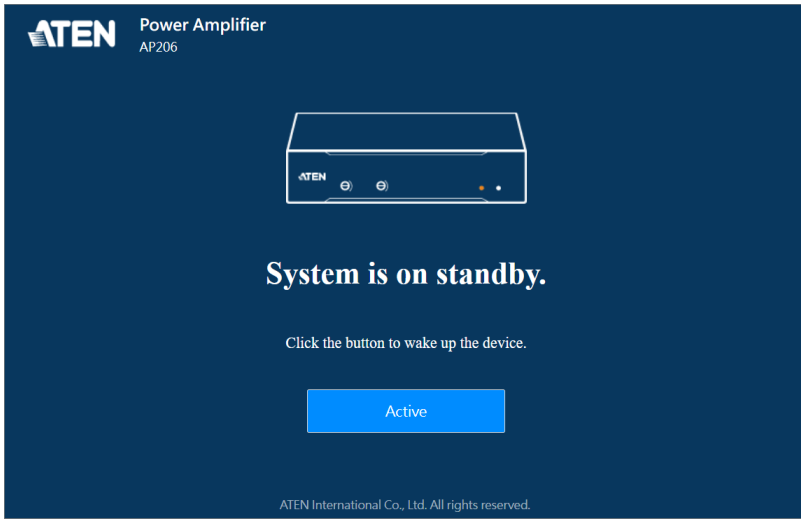 ATEN
Power Amplifier
AP206
ATEN
System is on standby.
Click the button to wake up the device.
Active
ATEN International Co., Ltd. All rights reserved.